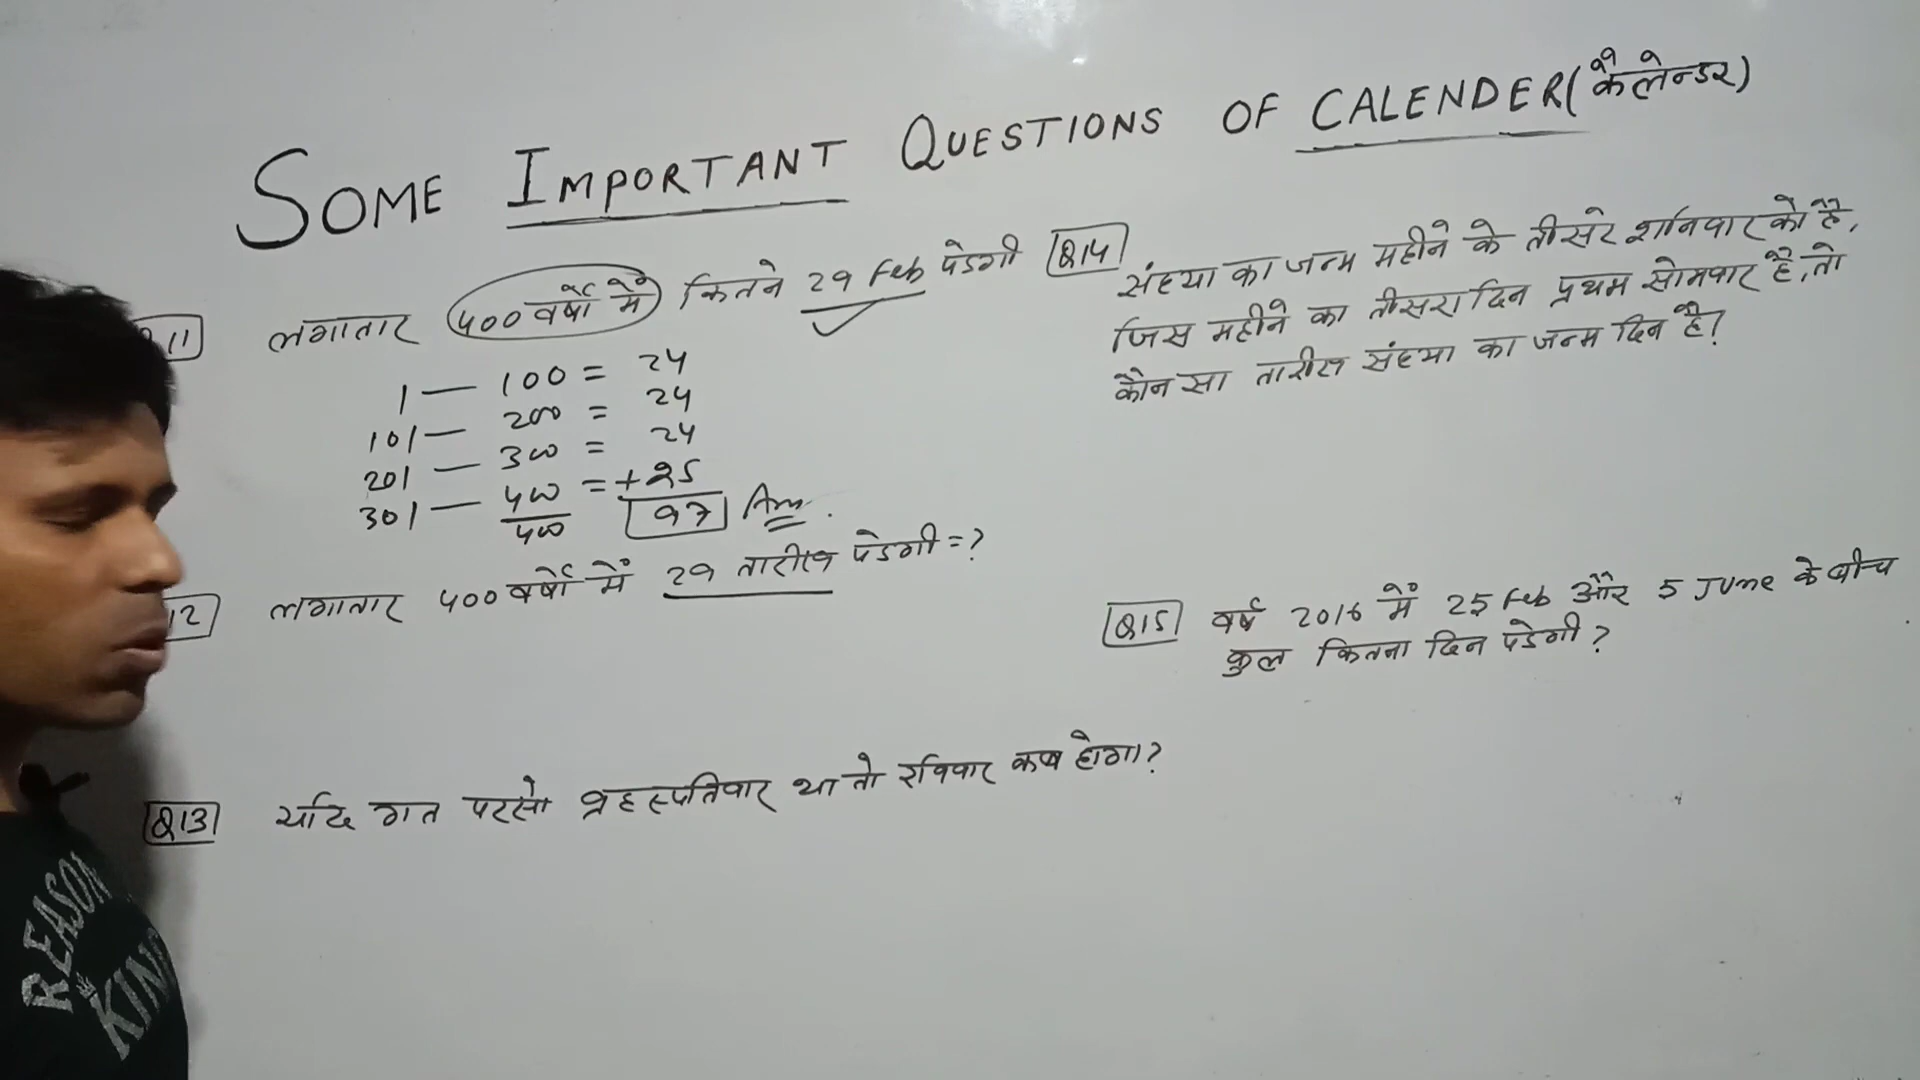 SOME IMPORTANT QUESTIONS OF CALENDER(कैलेन्डर)
Q11 लगातार 400 वर्षो में कितने 29 Feb पडेगी
1 — 100 = 24
101 — 200 = 24
201 — 300 = 24
301 — 400 = +25
400 97 Ans.
12 लगातार 400 वर्षो में 29 तारीख पडेगी = ?
Q13 यदि गत परसो ब्रहस्पतिवार था तो रविवार कब होगा?
Q14 संध्या का जन्म महीने के तीसरे शनिवार को है,
जिस महीने का तीसरा दिन प्रथम सोमवार है, तो
कौन सा तारीख संध्या का जन्म दिन है?
Q15 वर्ष 2016 में 25 Feb और 5 June के बीच
कुल कितना दिन पडेगी?
REASON
KING